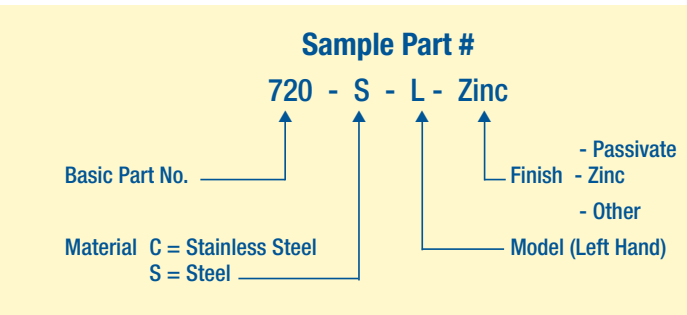 Sample Part #
720 - S - L - Zinc
- Passivate
Basic Part No.
Finish - Zinc
- Other
Material C = Stainless Steel
Model (Left Hand)
S = Steel